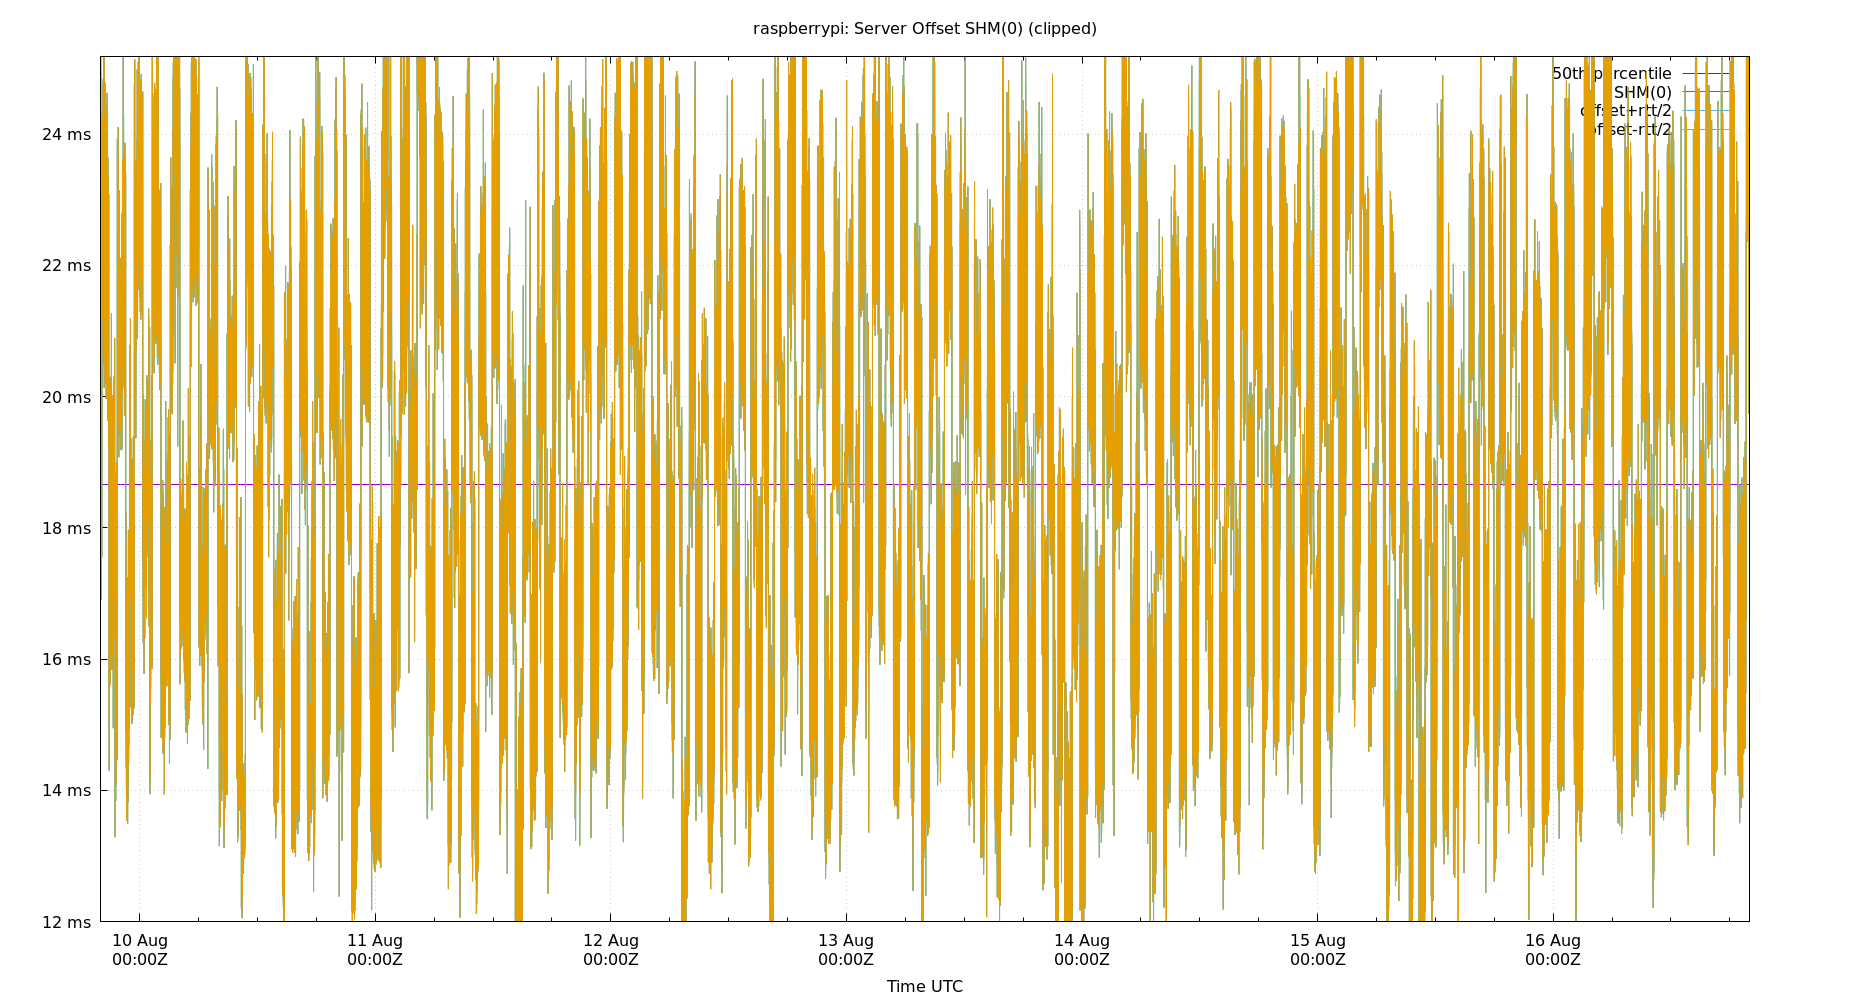 raspberrypi: Server Offset SHM(0) (clipped)
50th percentile
SHM(0)
offset+rtt/2
offset-rtt/2
24 ms
22 ms
20 ms
18 ms
16 ms
14 ms
12 ms
10 Aug 11 Aug 12 Aug 13 Aug 14 Aug 15 Aug 16 Aug
00:00Z 00:00Z 00:00Z 00:00Z 00:00Z 00:00Z 00:00Z
Time UTC